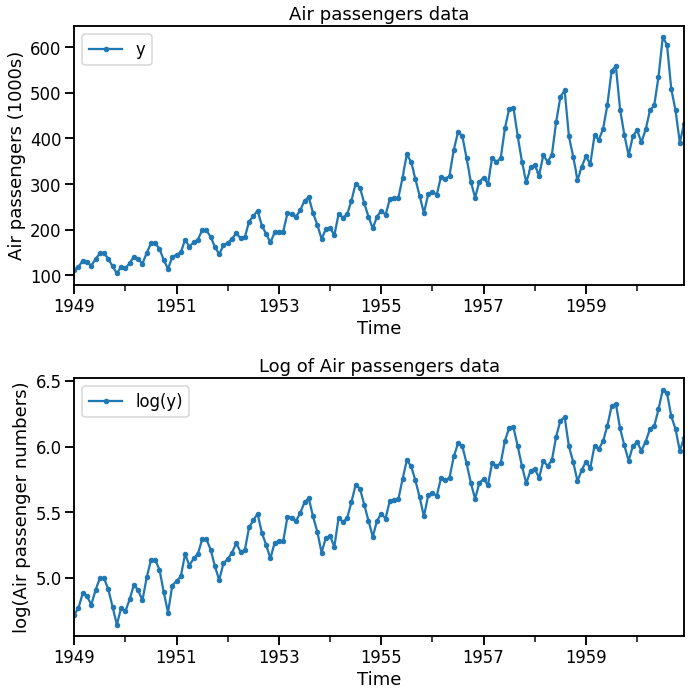 Air passengers data
y
Air passengers (1000s)
600
500
400
300
200
100
1949
1951
1953
1955
1957
1959
Time
Log of Air passengers data
log(y)
log(Air passenger numbers)
6.5
6.0
5.5
5.0
1949
1951
1953
1955
1957
1959
Time